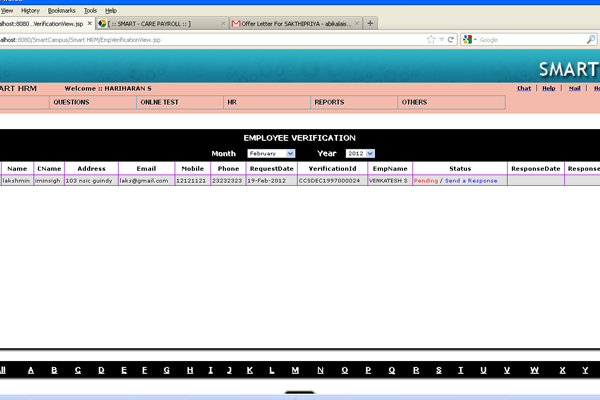 View History Bookmarks Tools Help
alhost:8080...VerificationView.jsp × [ :: SMART - CARE PAYROLL :: ] × Offer Letter For SAKTHIPRIYA - abikalais... × +
alhost:8080/SmartCampus/Smart HRM/EmpVerificationView.jsp Google
SMART
ART HRM Welcome :: HARIHARAN S Chat | Help | Mail | H
QUESTIONS ONLINE TEST HR REPORTS OTHERS
EMPLOYEE VERIFICATION
Month February Year 2012
Name CName Address Email Mobile Phone RequestDate VerificationId EmpName Status ResponseDate Response
lakshmin iminsigh 103 nsic guindy laks@gmail.com 12121121 23232323 19-Feb-2012 CCSDEC1997000024 VENKATESH S Pending / Send a Response
All A B C D E F G H I J K L M N O P Q R S T U V W X Y